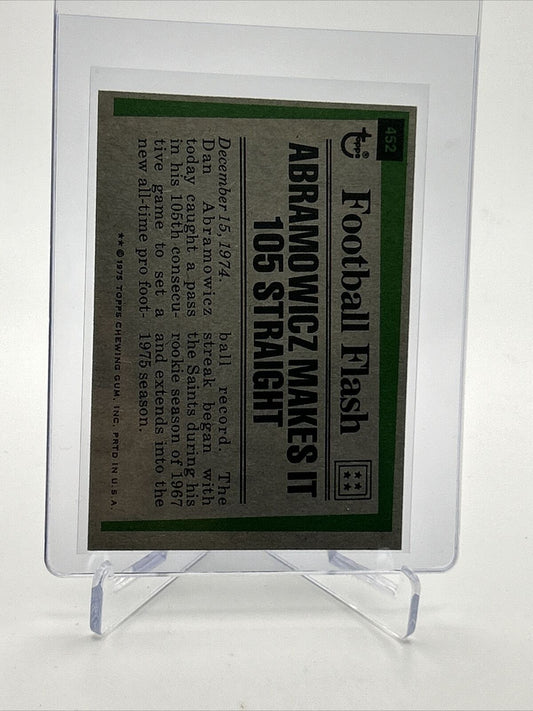 452
topps®
Football Flash
ABRAMOWICZ MAKES IT
105 STRAIGHT
December 15, 1974.
Dan Abramowicz
today caught a pass
in his 105th consecu-
tive game to set a
new all-time pro foot-
ball record. The
streak began with
the Saints during his
rookie season of 1967
and extends into the
1975 season.
** © 1975 TOPPS CHEWING GUM, INC. PRTD IN U.S.A.